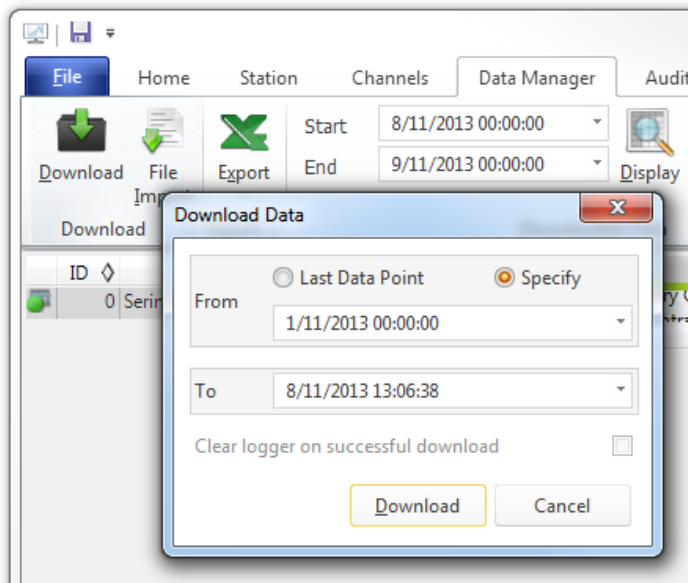 File Home Station Channels Data Manager Audit
Start 8/11/2013 00:00:00
Download File Export End 9/11/2013 00:00:00 Display
Download
Download Data
X
ID
Last Data Point Specify
From
0
1/11/2013 00:00:00
To 8/11/2013 13:06:38
Clear logger on successful download
Download Cancel